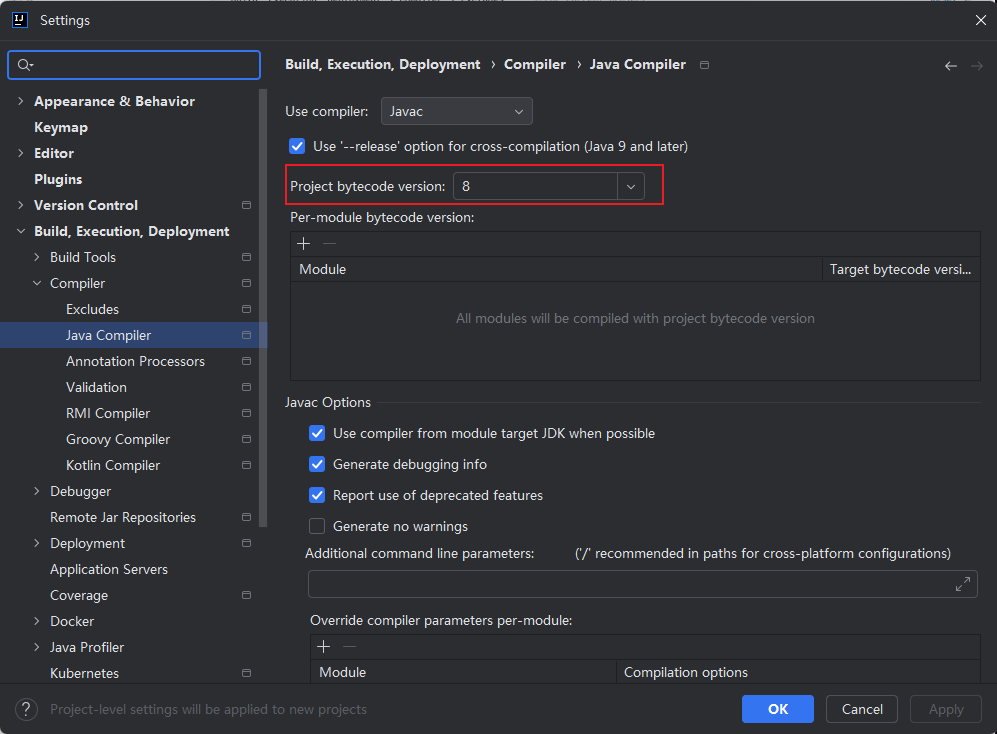 Settings
Build, Execution, Deployment › Compiler › Java Compiler
Appearance & Behavior
Keymap
Editor
Plugins
Version Control
Build, Execution, Deployment
Build Tools
Compiler
Excludes
Java Compiler
Annotation Processors
Validation
RMI Compiler
Groovy Compiler
Kotlin Compiler
Debugger
Remote Jar Repositories
Deployment
Application Servers
Coverage
Docker
Java Profiler
Kubernetes
Use compiler: Javac
Use '--release' option for cross-compilation (Java 9 and later)
Project bytecode version: 8
Per-module bytecode version:
Module Target bytecode versi...
All modules will be compiled with project bytecode version
Javac Options
Use compiler from module target JDK when possible
Generate debugging info
Report use of deprecated features
Generate no warnings
Additional command line parameters: ('/' recommended in paths for cross-platform configurations)
Override compiler parameters per-module:
Module Compilation options
? Project-level settings will be applied to new projects
OK Cancel Apply